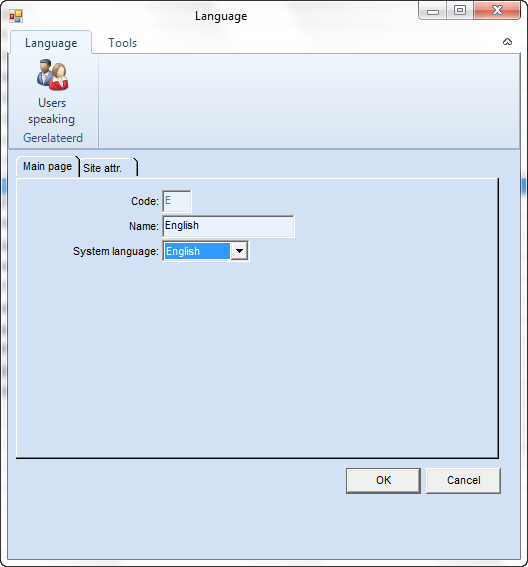 Language
Language
Tools
Users
speaking
Gerelateerd
Main page
Site attr.
Code: E
Name: English
System language: English
OK
Cancel